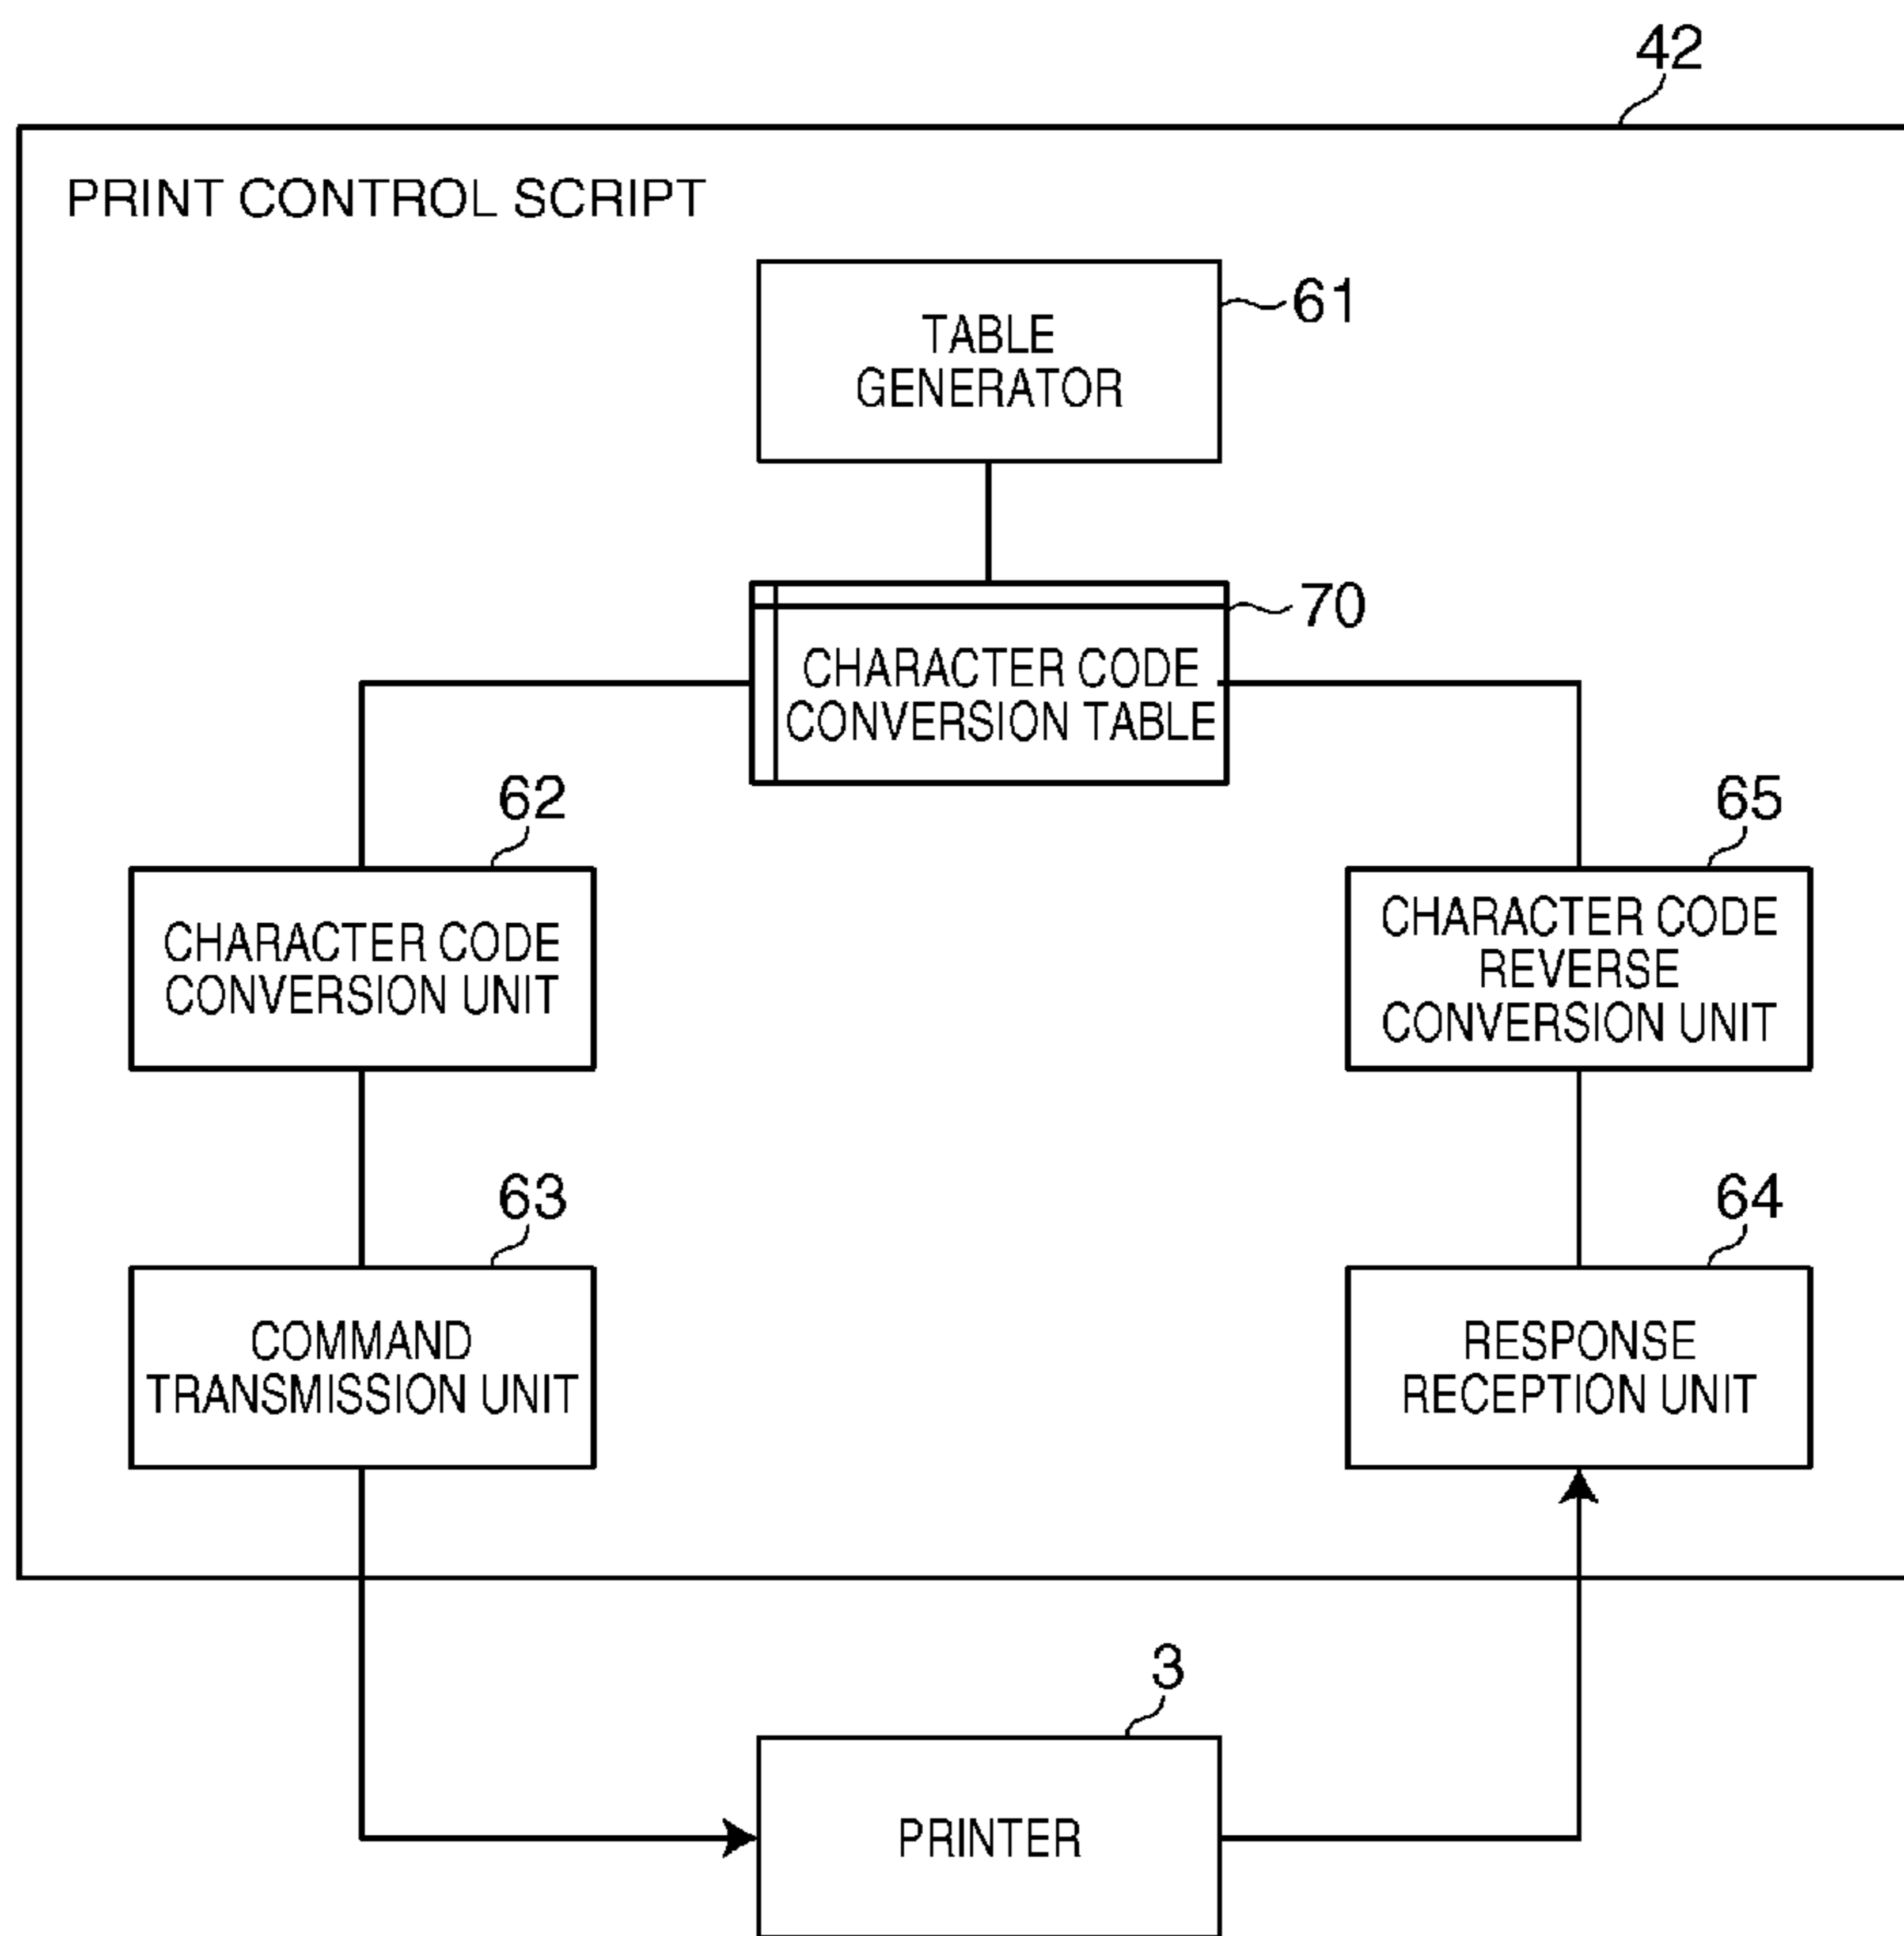 42
PRINT CONTROL SCRIPT
61
TABLE
GENERATOR
70
CHARACTER CODE
CONVERSION TABLE
62
CHARACTER CODE
CONVERSION UNIT
65
CHARACTER CODE
REVERSE
CONVERSION UNIT
63
COMMAND
TRANSMISSION UNIT
64
RESPONSE
RECEPTION UNIT
3
PRINTER